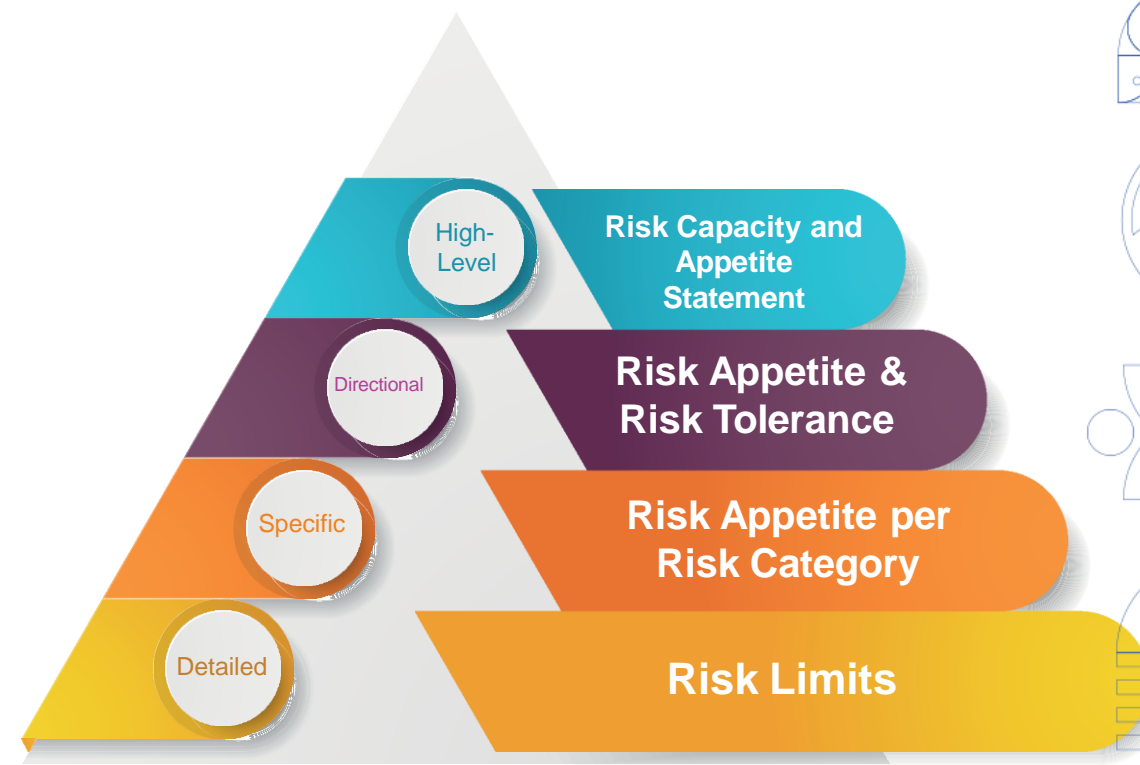 High-
Level
Risk Capacity and
Appetite
Statement
Directional
Risk Appetite &
Risk Tolerance
Specific
Risk Appetite per
Risk Category
Detailed
Risk Limits